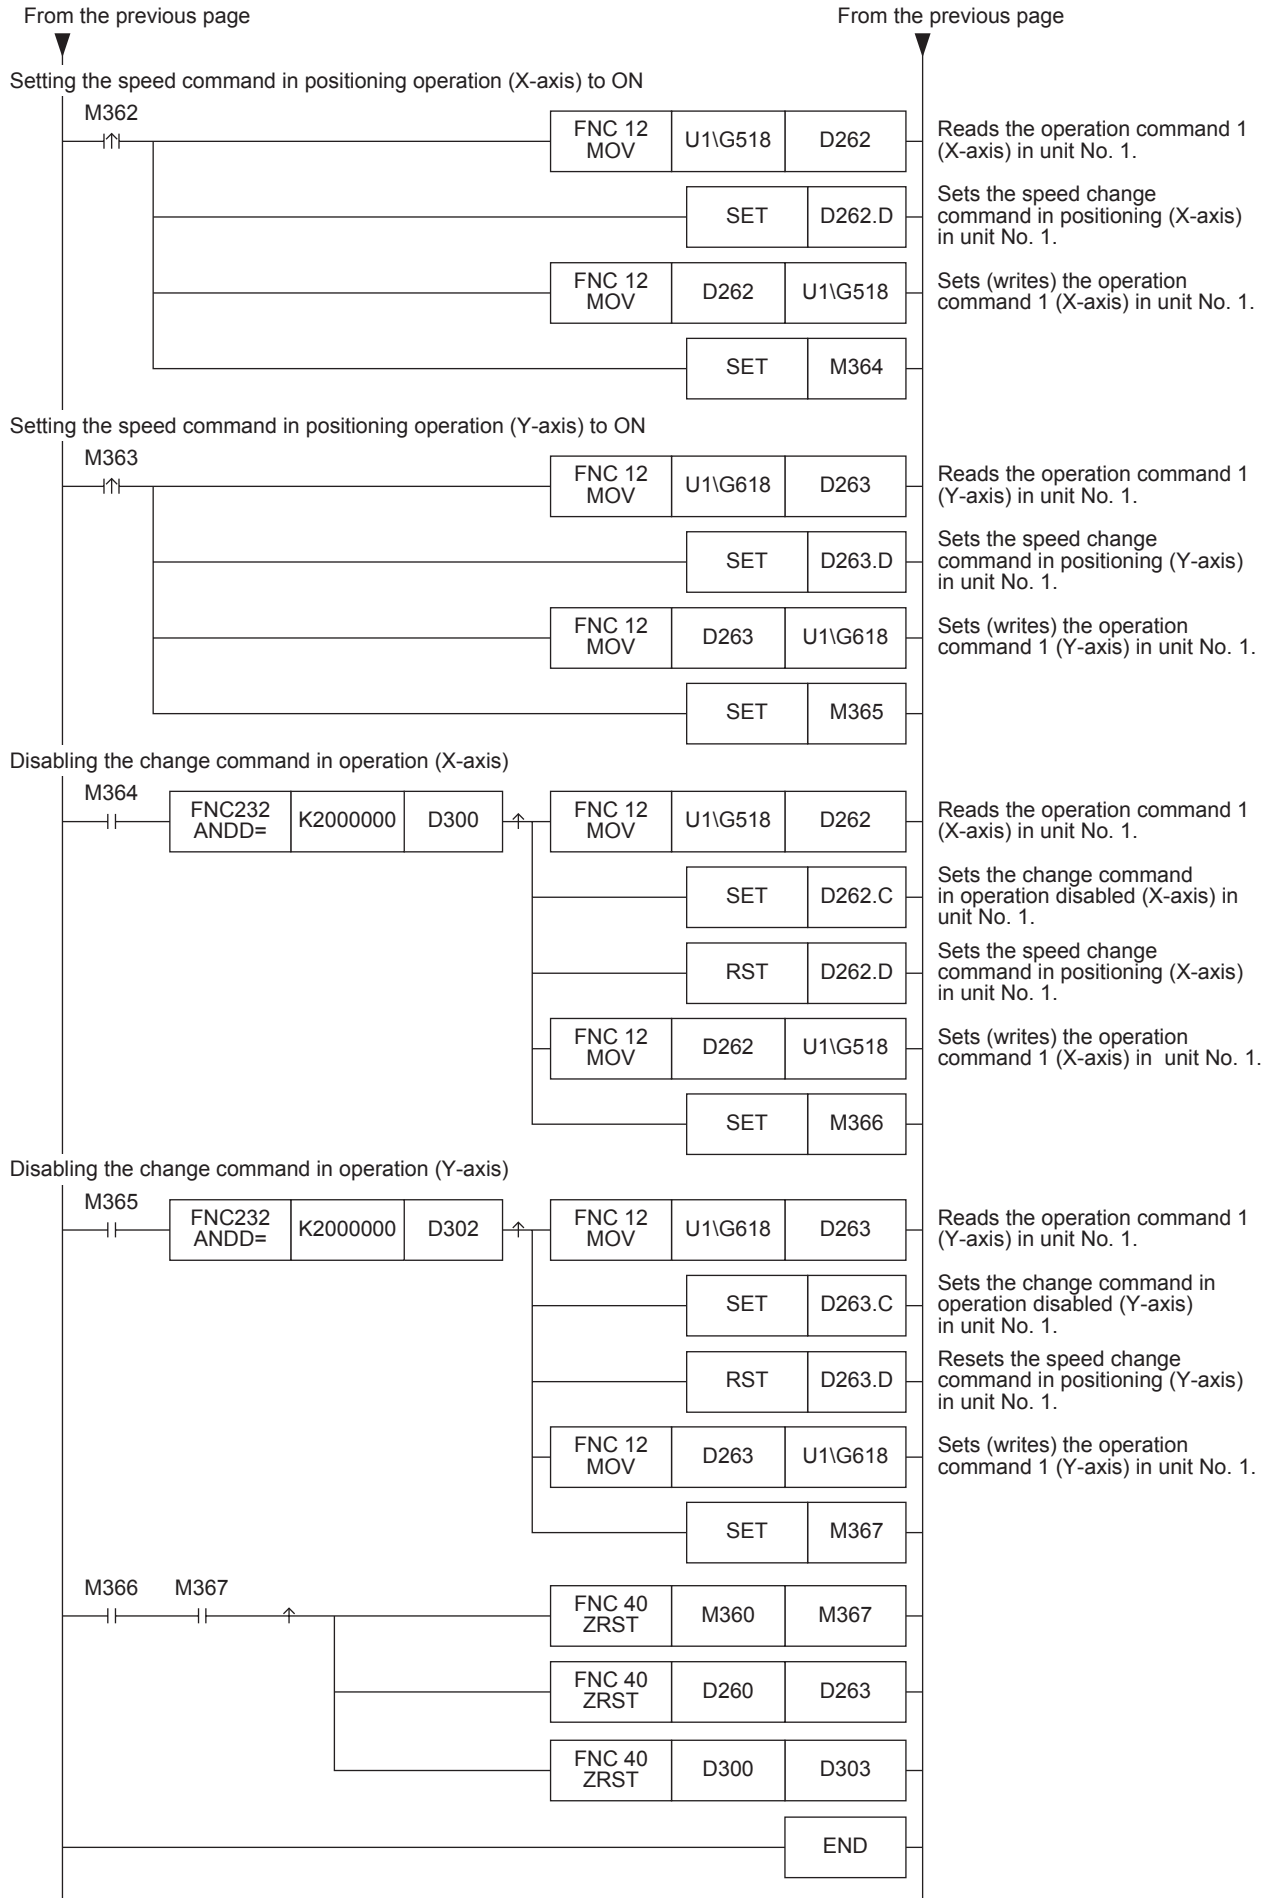 From the previous page
From the previous page
Setting the speed command in positioning operation (X-axis) to ON
M362
FNC 12
MOV
U1\G518
D262
Reads the operation command 1
(X-axis) in unit No. 1.
SET
D262.D
Sets the speed change
command in positioning (X-axis)
in unit No. 1.
FNC 12
MOV
D262
U1\G518
Sets (writes) the operation
command 1 (X-axis) in unit No. 1.
SET
M364
Setting the speed command in positioning operation (Y-axis) to ON
M363
FNC 12
MOV
U1\G618
D263
Reads the operation command 1
(Y-axis) in unit No. 1.
SET
D263.D
Sets the speed change
command in positioning (Y-axis)
in unit No. 1.
FNC 12
MOV
D263
U1\G618
Sets (writes) the operation
command 1 (Y-axis) in unit No. 1.
SET
M365
Disabling the change command in operation (X-axis)
M364
FNC232
ANDD=
K2000000
D300
FNC 12
MOV
U1\G518
D262
Reads the operation command 1
(X-axis) in unit No. 1.
SET
D262.C
Sets the change command
in operation disabled (X-axis) in
unit No. 1.
RST
D262.D
Sets the speed change
command in positioning (X-axis)
in unit No. 1.
FNC 12
MOV
D262
U1\G518
Sets (writes) the operation
command 1 (X-axis) in  unit No. 1.
SET
M366
Disabling the change command in operation (Y-axis)
M365
FNC232
ANDD=
K2000000
D302
FNC 12
MOV
U1\G618
D263
Reads the operation command 1
(Y-axis) in unit No. 1.
SET
D263.C
Sets the change command in
operation disabled (Y-axis)
in unit No. 1.
RST
D263.D
Resets the speed change
command in positioning (Y-axis)
in unit No. 1.
FNC 12
MOV
D263
U1\G618
Sets (writes) the operation
command 1 (Y-axis) in unit No. 1.
SET
M367
M366
M367
FNC 40
ZRST
M360
M367
FNC 40
ZRST
D260
D263
FNC 40
ZRST
D300
D303
END